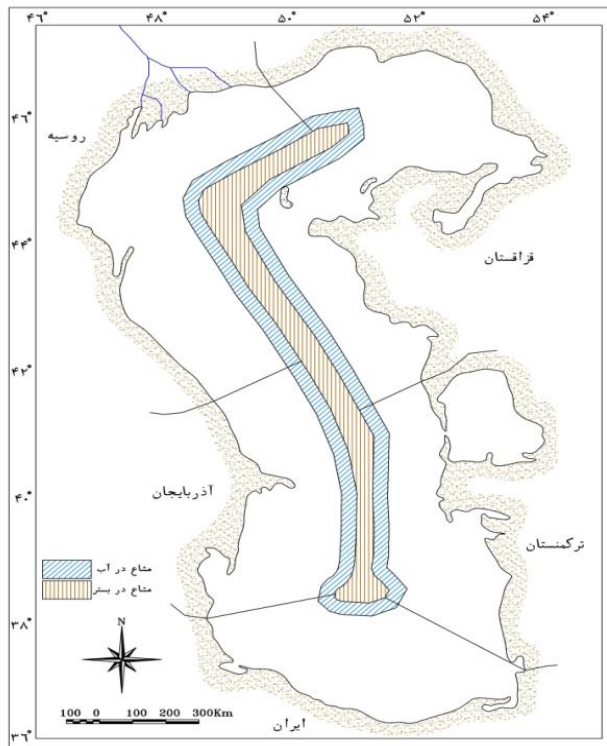 ۴۶° ۴۸° ۵۰° ۵۲° ۵۴°
۴۶°
روسیه
۴۴°
قزاقستان
۴۲°
۴۰°
آذربایجان
ترکمنستان
مشاع در آب
مشاع در بستر
۳۸°
N
100 0 100 200 300Km
ایران
۳۶°